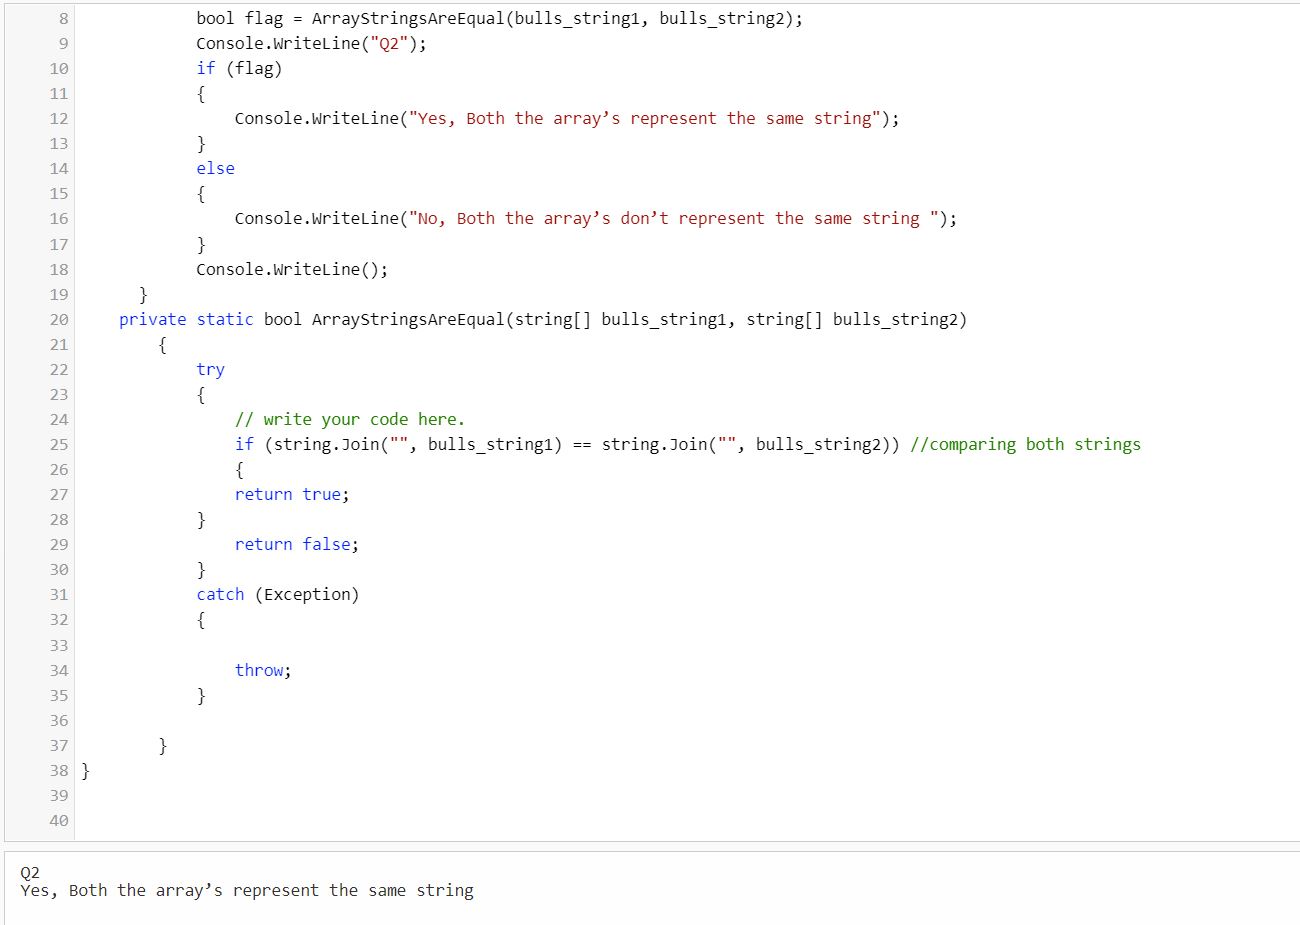 8 bool flag = ArrayStringsAreEqual(bulls_string1, bulls_string2);
9 Console.WriteLine("Q2");
10 if (flag)
11 {
12 Console.WriteLine("Yes, Both the array’s represent the same string");
13 }
14 else
15 {
16 Console.WriteLine("No, Both the array’s don’t represent the same string ");
17 }
18 Console.WriteLine();
19 }
20 private static bool ArrayStringsAreEqual(string[] bulls_string1, string[] bulls_string2)
21 {
22 try
23 {
24 // write your code here.
25 if (string.Join("", bulls_string1) == string.Join("", bulls_string2)) //comparing both strings
26 {
27 return true;
28 }
29 return false;
30 }
31 catch (Exception)
32 {
33
34 throw;
35 }
36
37 }
38 }
39
40
Q2
Yes, Both the array’s represent the same string